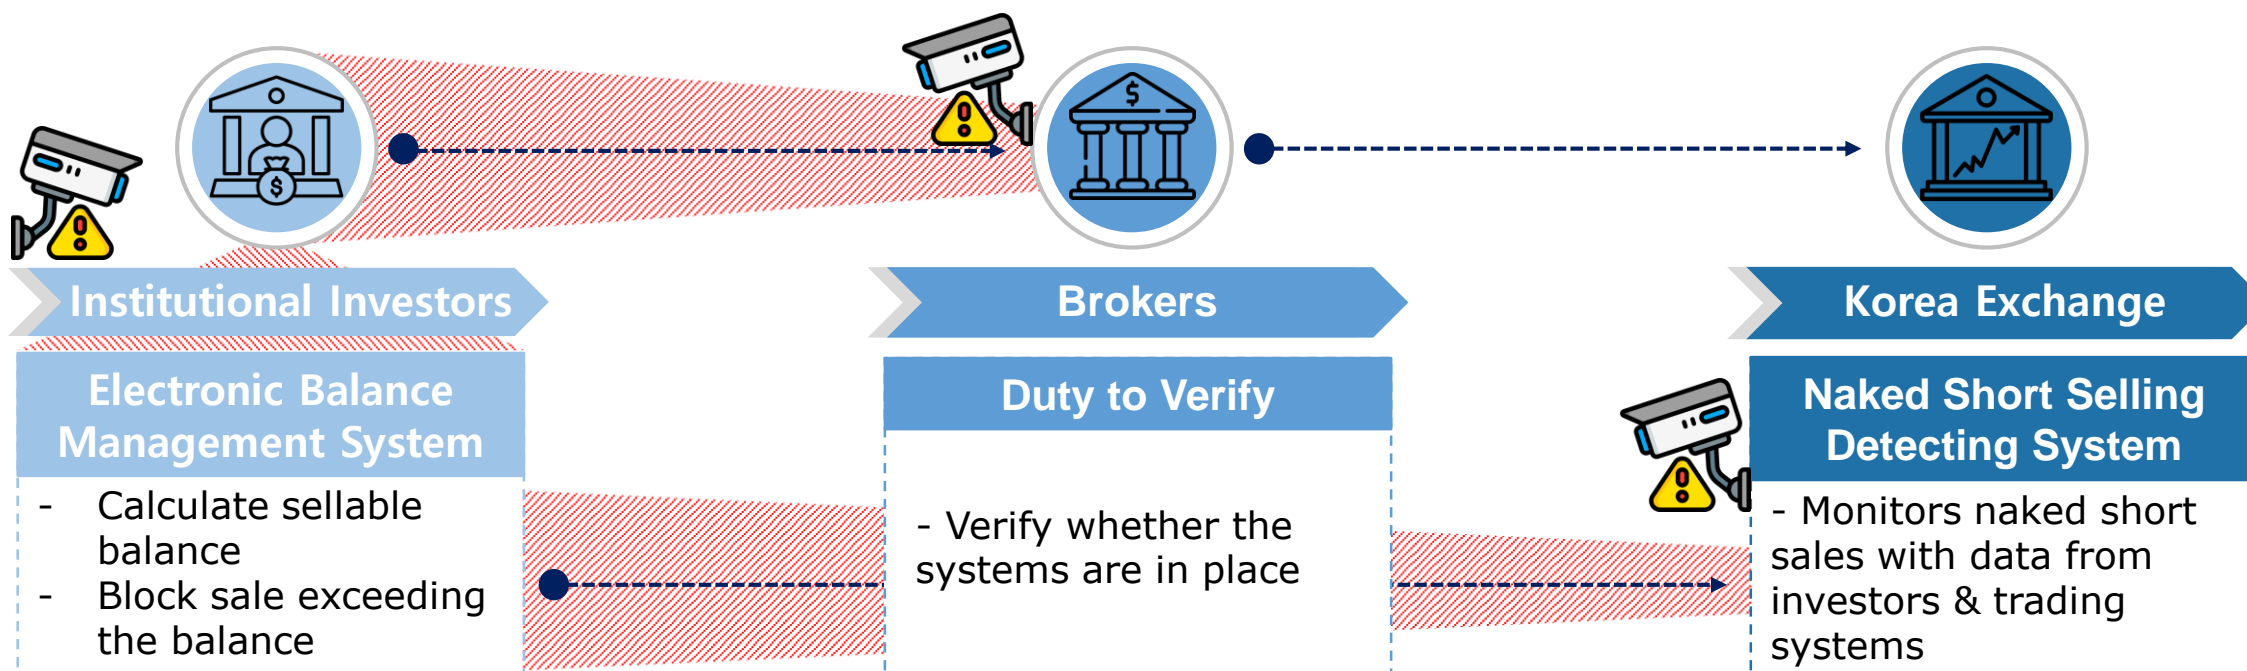 Institutional Investors
Brokers
Korea Exchange
Electronic Balance
Management System
- Calculate sellable
balance
- Block sale exceeding
the balance
Duty to Verify
- Verify whether the
systems are in place
Naked Short Selling
Detecting System
- Monitors naked short
sales with data from
investors & trading
systems